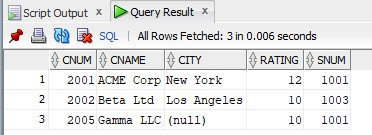 Script Output × Query Result ×
SQL | All Rows Fetched: 3 in 0.006 seconds
CNUM CNAME CITY RATING SNUM
1 2001 ACME Corp New York 12 1001
2 2002 Beta Ltd Los Angeles 10 1003
3 2005 Gamma LLC (null) 10 1001